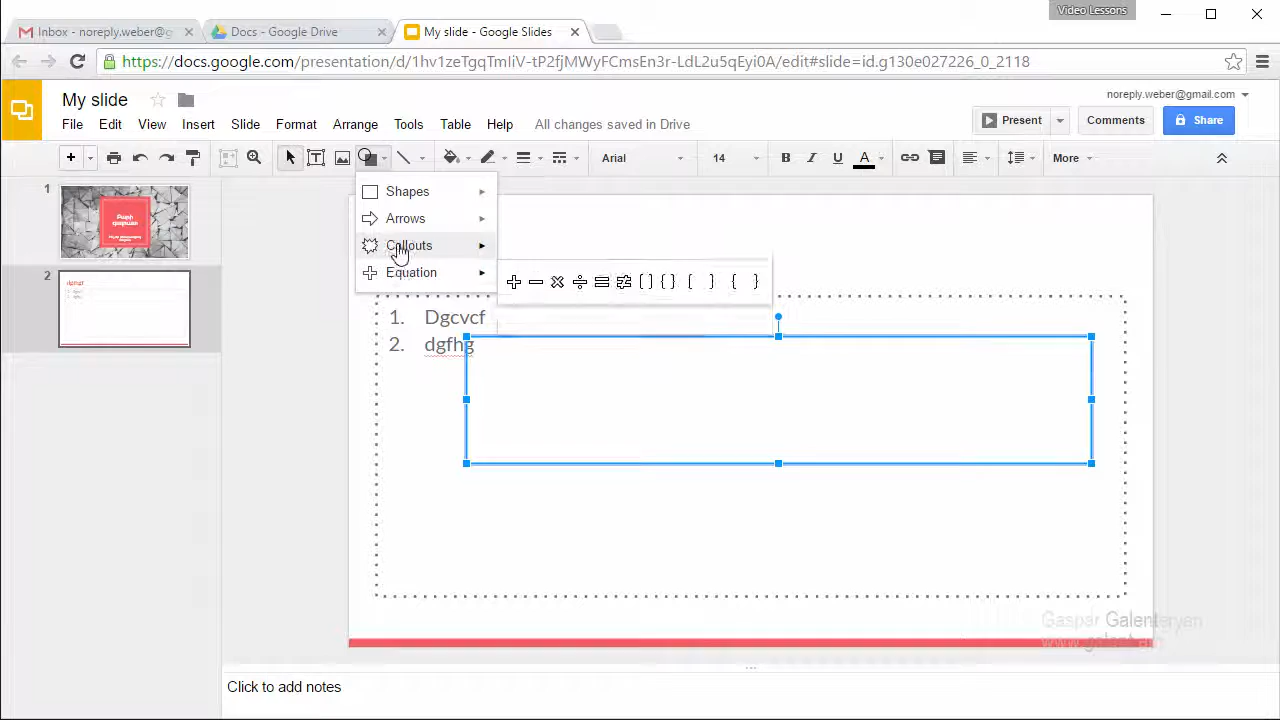 Video Lessons
Inbox - noreply.weber@g
Docs - Google Drive
My slide - Google Slides
https://docs.google.com/presentation/d/1hv1zeTgqTmIiV-tP2fjMWyFCmsEn3r-LdL2u5qEyi0A/edit#slide=id.g130e027226_0_2118
My slide
noreply.weber@gmail.com
File Edit View Insert Slide Format Arrange Tools Table Help All changes saved in Drive
Present
Comments
Share
Arial
14
B I U A
More
1
2
Shapes
Arrows
Callouts
Equation
1. Dgcvcf
2. dgfhg
Gaspar Galenteryan
Click to add notes